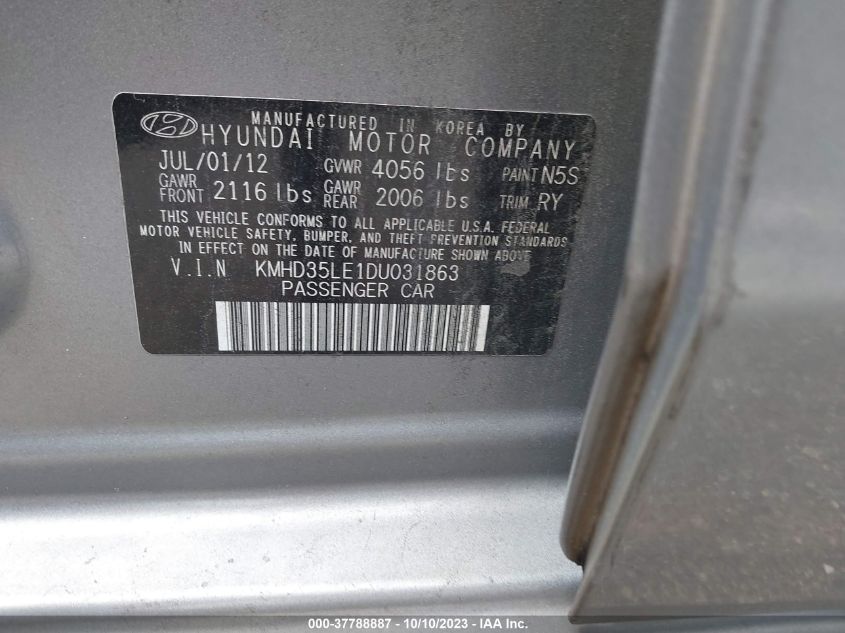 MANUFACTURED IN KOREA BY
HYUNDAI MOTOR COMPANY
JUL/01/12 GVWR 4056 lbs PAINT N5S
GAWR FRONT 2116 lbs GAWR REAR 2006 lbs TRIM RY
THIS VEHICLE CONFORMS TO ALL APPLICABLE U.S.A. FEDERAL
MOTOR VEHICLE SAFETY, BUMPER, AND THEFT PREVENTION STANDARDS
IN EFFECT ON THE DATE OF MANUFACTURE SHOWN ABOVE
V.I.N KMHD35LE1DU031863
PASSENGER CAR
000-37788887 - 10/10/2023 - © IAA Inc.